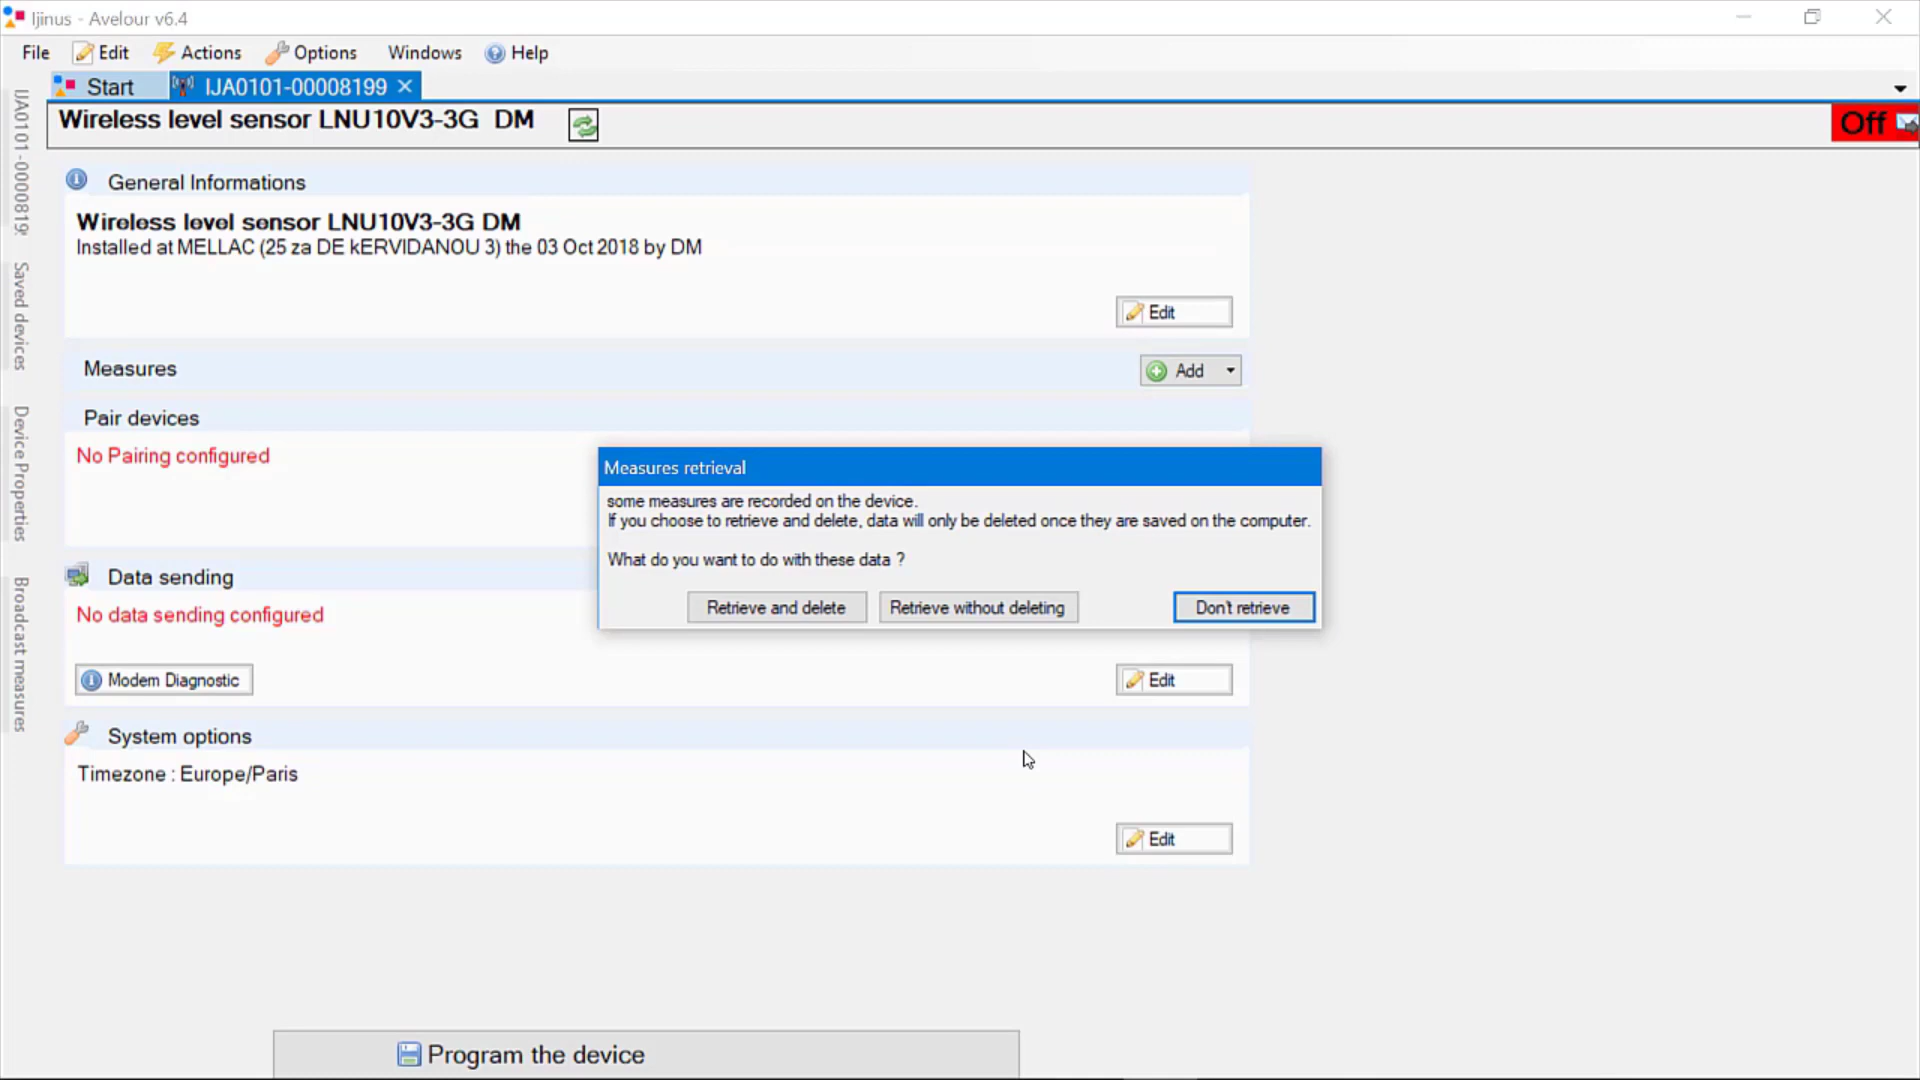 Ijinus - Avelour v6.4
File Edit Actions Options Windows Help
Start IJA0101-00008199
Wireless level sensor LNU10V3-3G DM
Off
IJA0101-0000819
Saved devices
Device Properties
Broadcast measures
General Informations
Wireless level sensor LNU10V3-3G DM
Installed at MELLAC (25 za DE kERVIDANOU 3) the 03 Oct 2018 by DM
Edit
Measures
Add
Pair devices
No Pairing configured
Measures retrieval
some measures are recorded on the device.
If you choose to retrieve and delete, data will only be deleted once they are saved on the computer.
What do you want to do with these data ?
Retrieve and delete Retrieve without deleting Don't retrieve
Data sending
No data sending configured
Modem Diagnostic
Edit
System options
Timezone : Europe/Paris
Edit
Program the device